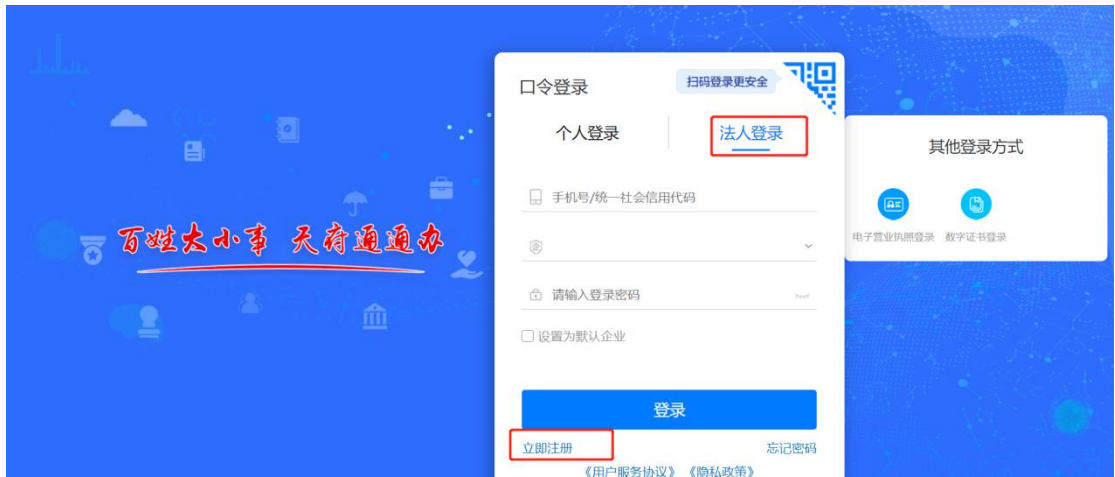 口令登录
扫码登录更安全
个人登录
法人登录
手机号/统一社会信用代码
请输入登录密码
设置为默认企业
登录
立即注册
忘记密码
《用户服务协议》 《隐私政策》
百姓大小事 天府通通办
其他登录方式
电子营业执照登录
数字证书登录